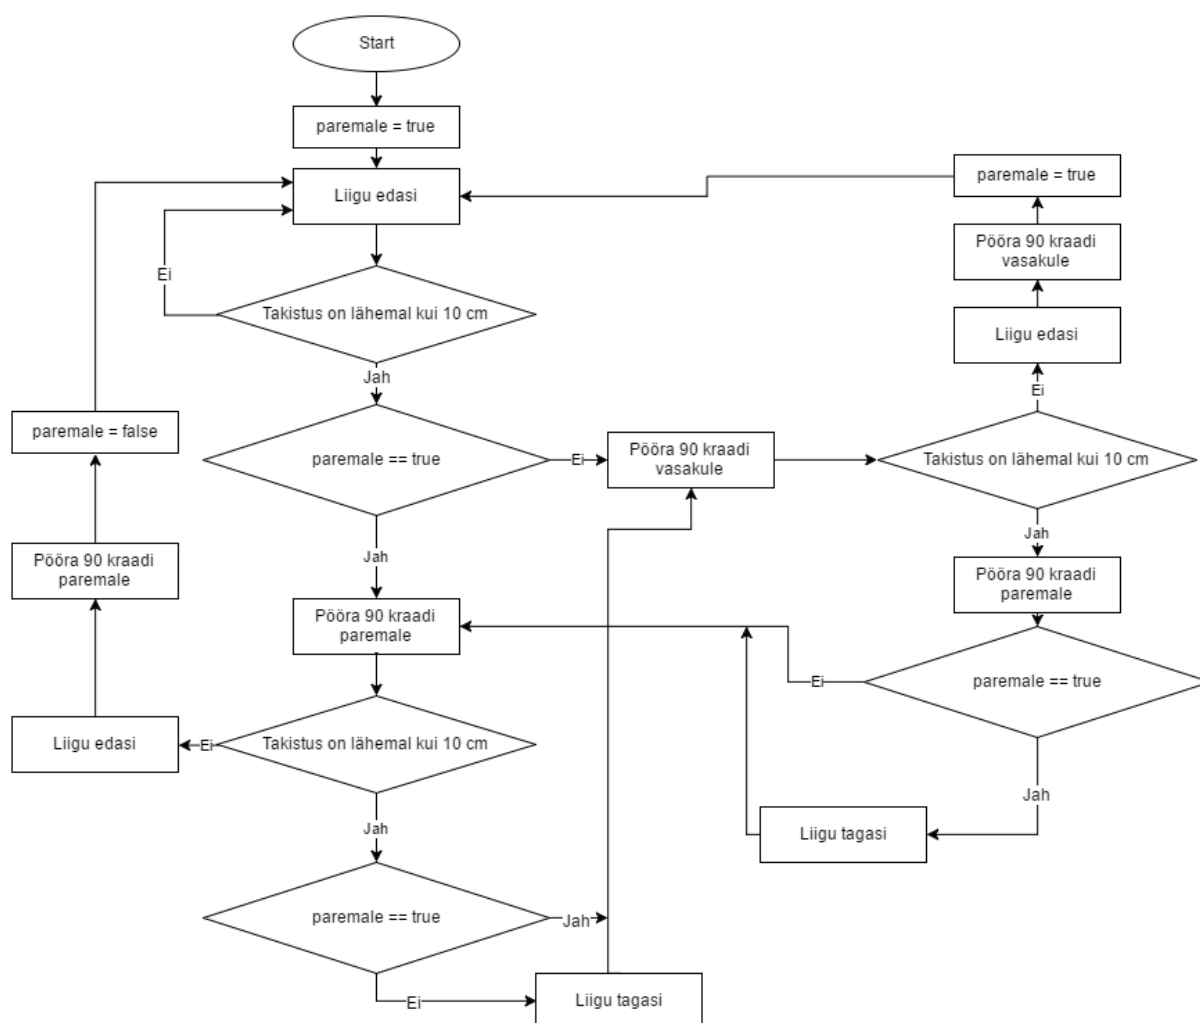 Start
paremale = true
Liigu edasi
Ei
Takistus on lähemal kui 10 cm
Jah
paremale == true
Ei
Jah
Pööra 90 kraadi
paremale
Takistus on lähemal kui 10 cm
Ei
Liigu edasi
Pööra 90 kraadi
paremale
paremale = false
Jah
paremale == true
Jah
Ei
Liigu tagasi
Pööra 90 kraadi
vasakule
Takistus on lähemal kui 10 cm
Ei
Liigu edasi
Pööra 90 kraadi
vasakule
paremale = true
Jah
Pööra 90 kraadi
paremale
paremale == true
Ei
Jah
Liigu tagasi